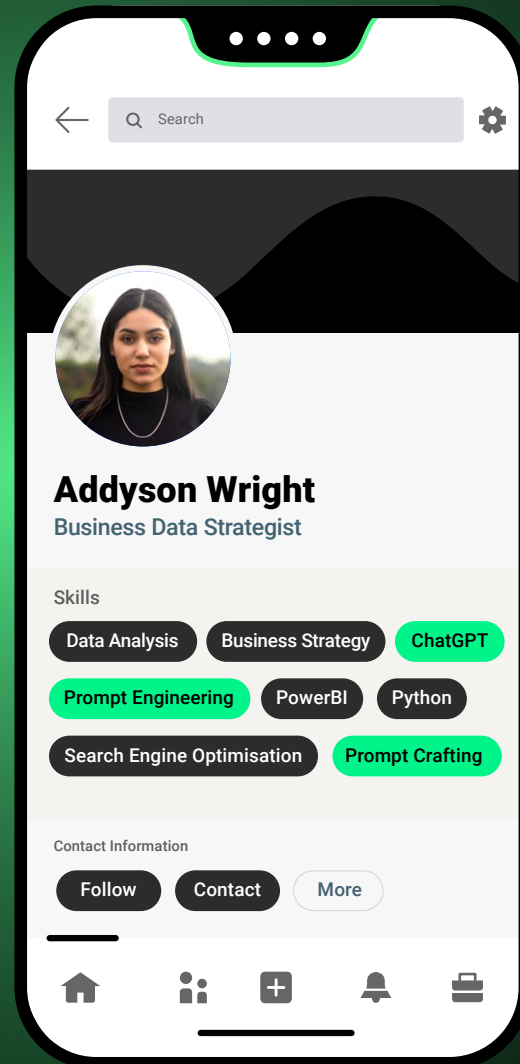 Search
Addyson Wright
Business Data Strategist
Skills
Data Analysis Business Strategy ChatGPT
Prompt Engineering PowerBI Python
Search Engine Optimisation Prompt Crafting
Contact Information
Follow Contact More